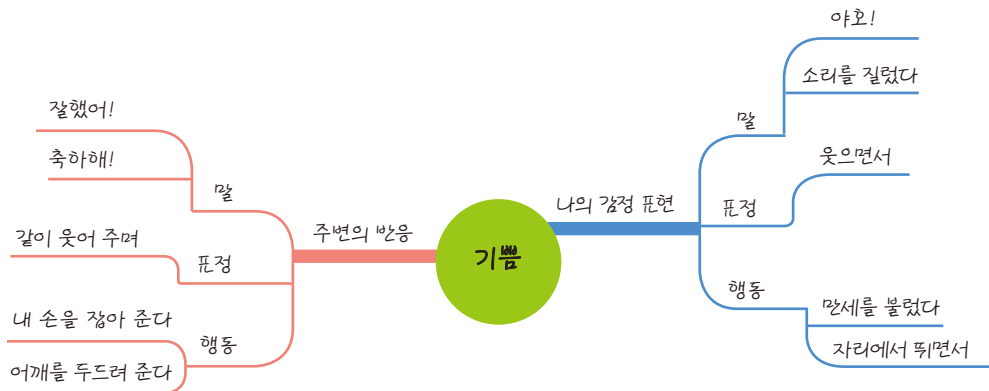 야호!
소리를 질렀다
말
잘했어!
축하해!
말
웃으면서
나의 감정 표현
표정
주변의 반응
기쁨
같이 웃어 주며
표정
행동
만세를 불렀다
자리에서 뛰면서
내 손을 잡아 준다
행동
어깨를 두드려 준다